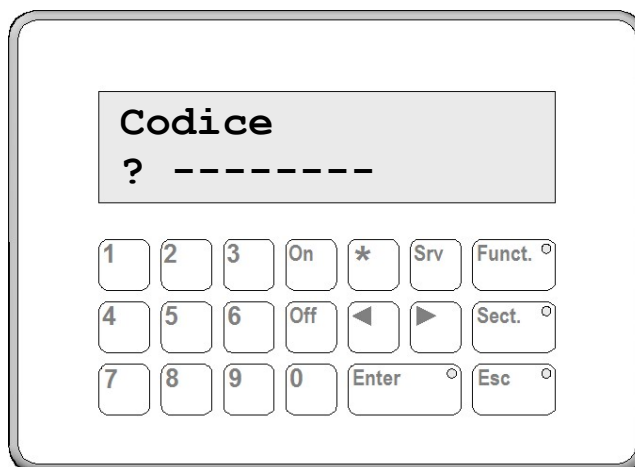 Codice
? --------
1 2 3 On * Srv Funct.
4 5 6 Off ◀ ▶ Sect.
7 8 9 0 Enter Esc